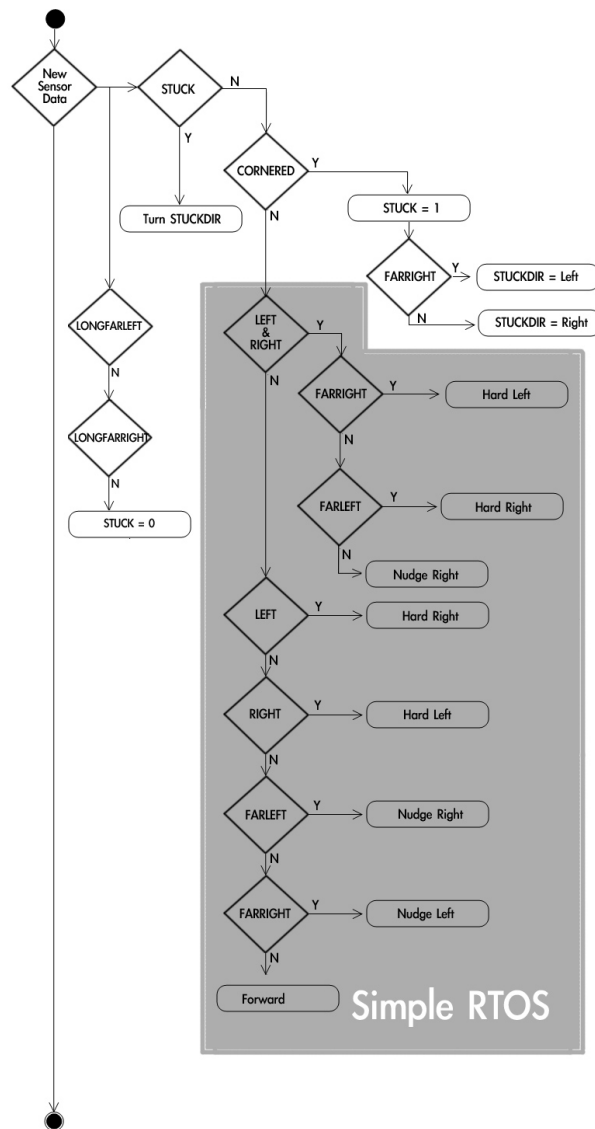 New
Sensor
Data
STUCK
N
Y
Turn STUCKDIR
CORNERED
Y
N
STUCK = 1
FARRIGHT
Y
STUCKDIR = Left
N
STUCKDIR = Right
LONGFARLEFT
N
LONGFARRIGHT
N
STUCK = 0
LEFT
&
RIGHT
Y
N
FARRIGHT
Y
Hard Left
N
FARLEFT
Y
Hard Right
N
Nudge Right
LEFT
Y
Hard Right
N
RIGHT
Y
Hard Left
N
FARLEFT
Y
Nudge Right
N
FARRIGHT
Y
Nudge Left
N
Forward
Simple RTOS